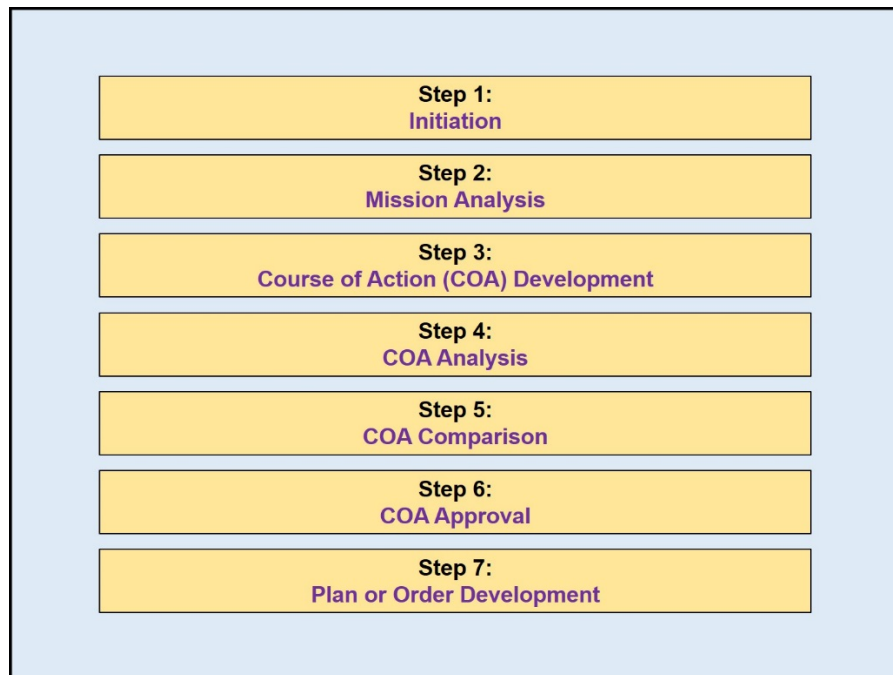 Step 1:
Initiation
Step 2:
Mission Analysis
Step 3:
Course of Action (COA) Development
Step 4:
COA Analysis
Step 5:
COA Comparison
Step 6:
COA Approval
Step 7:
Plan or Order Development